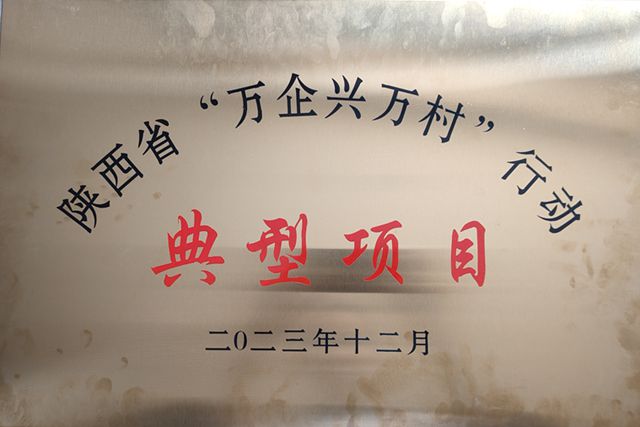 陕西省“万企兴万村”行动
典型项目
二0二三年十二月